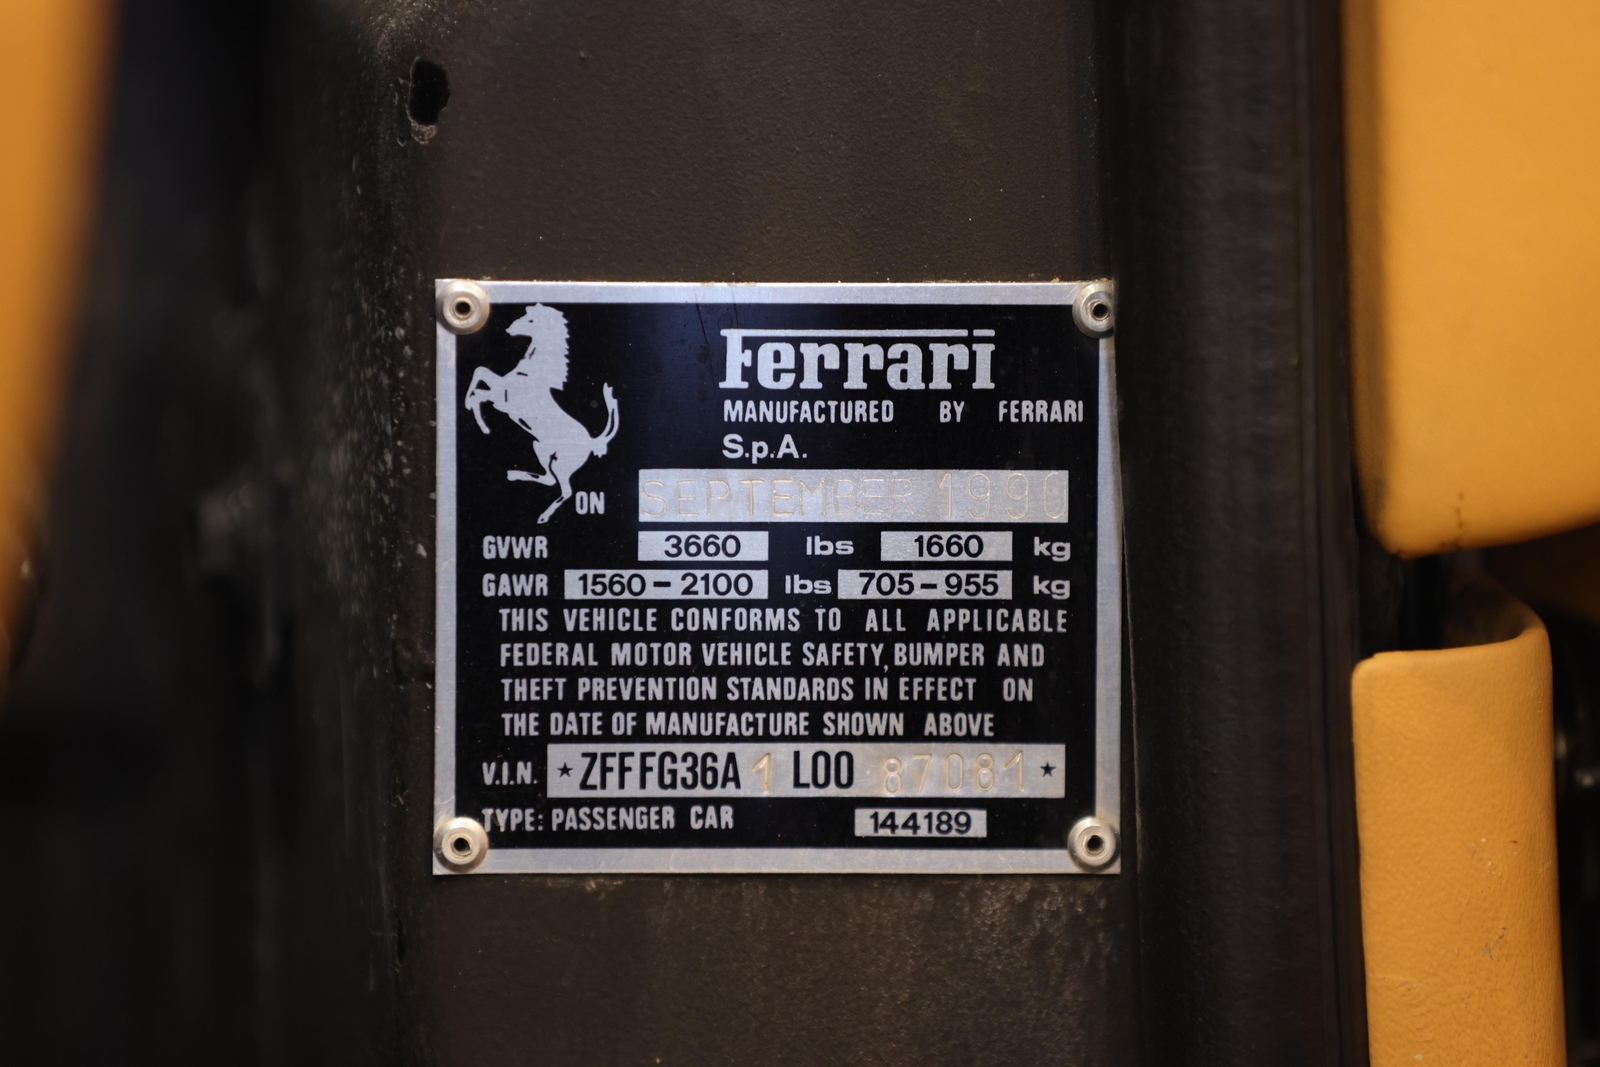 Ferrari
MANUFACTURED BY FERRARI
S.p.A.
ON SEPTEMBER 1990
GVWR 3660 lbs 1660 kg
GAWR 1560-2100 lbs 705-955 kg
THIS VEHICLE CONFORMS TO ALL APPLICABLE
FEDERAL MOTOR VEHICLE SAFETY, BUMPER AND
THEFT PREVENTION STANDARDS IN EFFECT ON
THE DATE OF MANUFACTURE SHOWN ABOVE
V.I.N. ★ZFFFG36A 1 L00 87081★
TYPE: PASSENGER CAR 144189